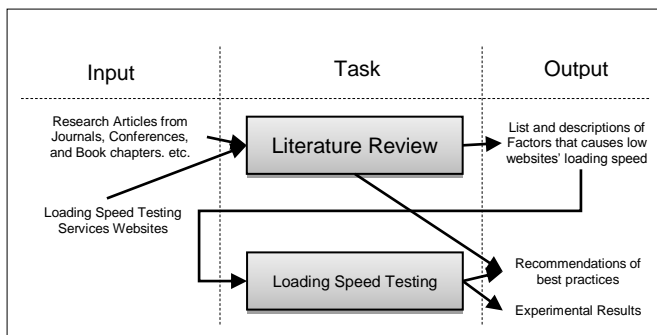 Input
Task
Output
Research Articles from
Journals, Conferences,
and Book chapters. etc.
Literature Review
List and descriptions of
Factors that causes low
websites' loading speed
Loading Speed Testing
Services Websites
Loading Speed Testing
Recommendations of
best practices
Experimental Results